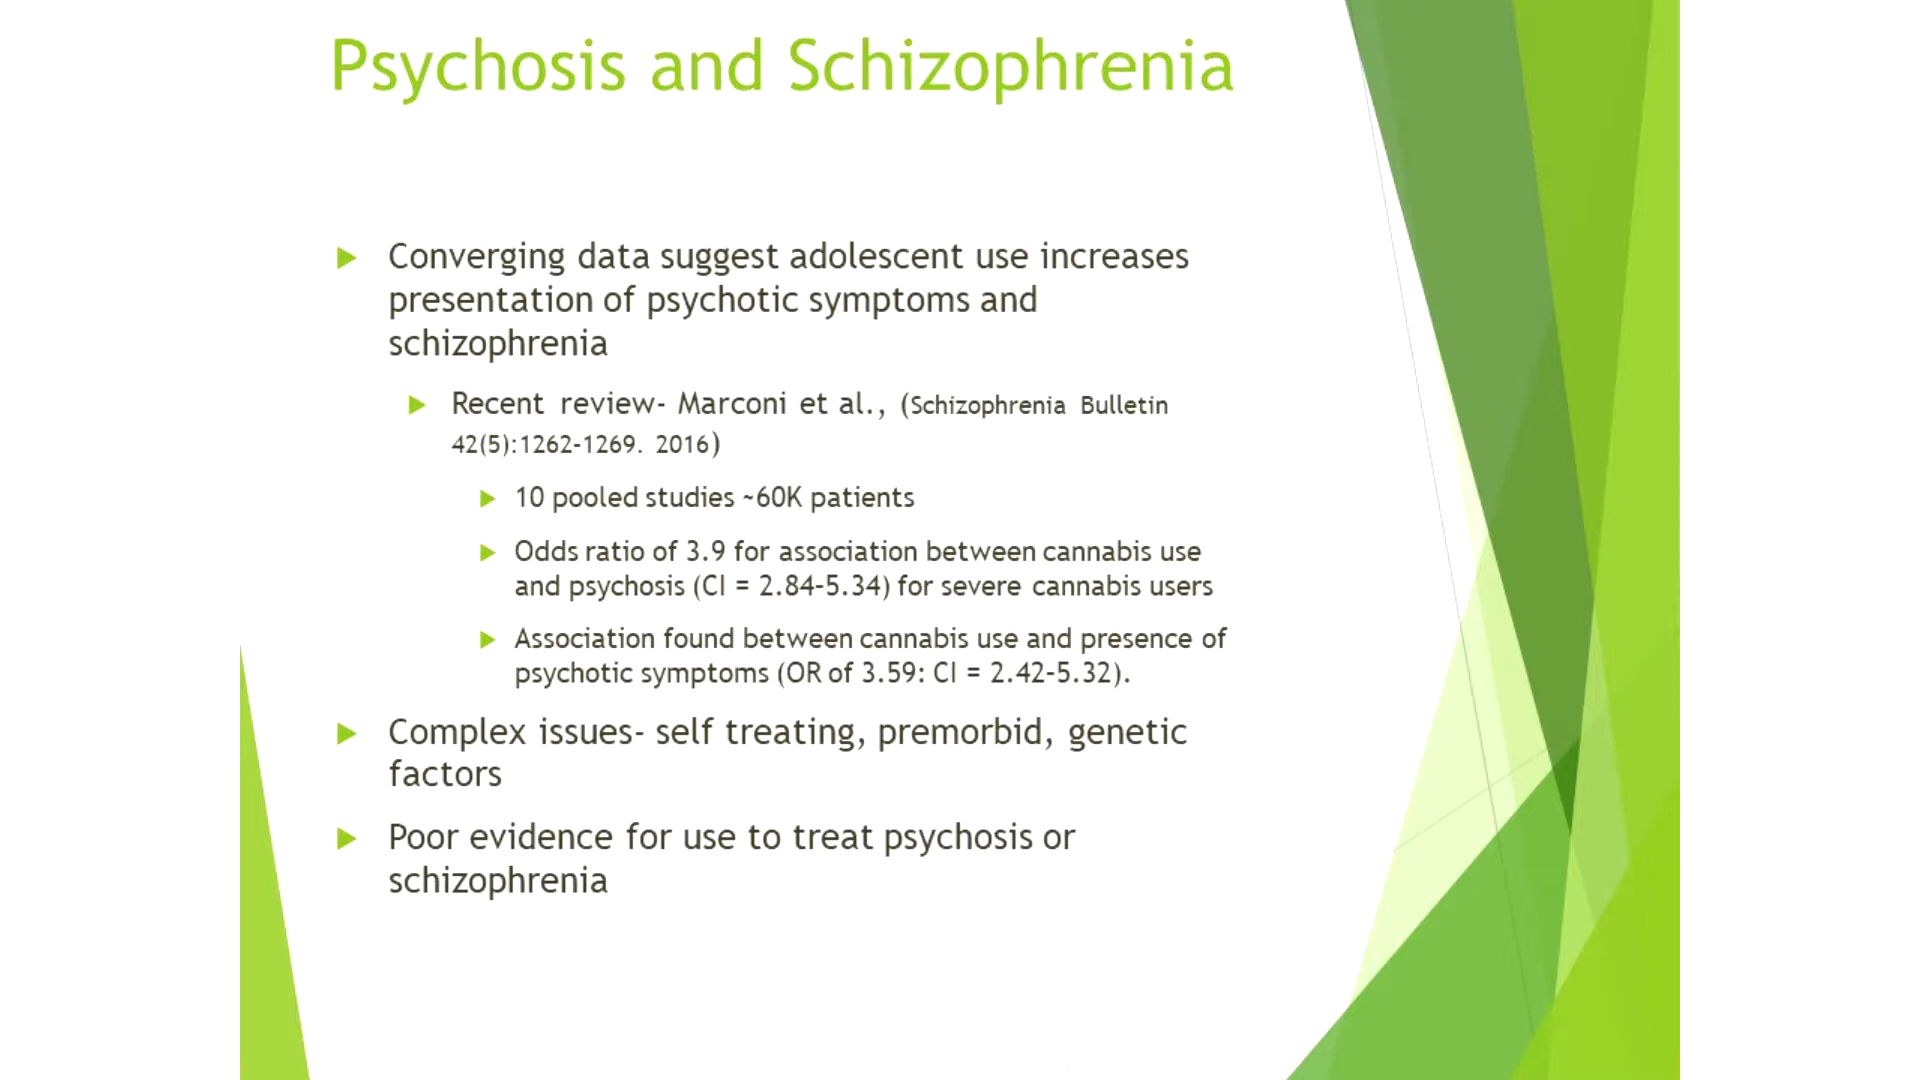 Psychosis and Schizophrenia
Converging data suggest adolescent use increases
presentation of psychotic symptoms and
schizophrenia
Recent review- Marconi et al., (Schizophrenia Bulletin
42(5):1262-1269. 2016)
10 pooled studies ~60K patients
Odds ratio of 3.9 for association between cannabis use
and psychosis (CI = 2.84-5.34) for severe cannabis users
Association found between cannabis use and presence of
psychotic symptoms (OR of 3.59: CI = 2.42-5.32).
Complex issues- self treating, premorbid, genetic
factors
Poor evidence for use to treat psychosis or
schizophrenia